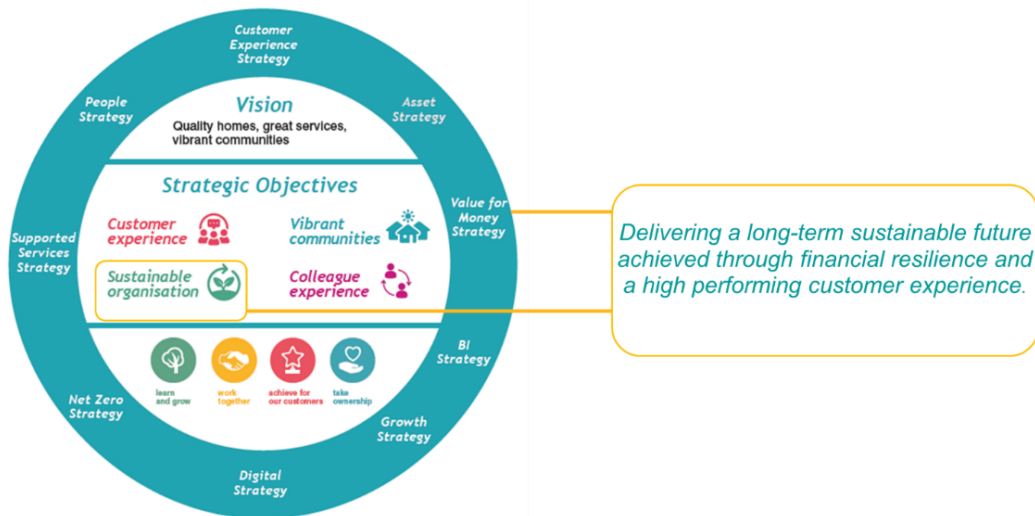 Customer
Experience
Strategy
People
Strategy
Asset
Strategy
Vision
Quality homes, great services,
vibrant communities
Strategic Objectives
Customer
experience
Vibrant
communities
Value for
Money
Strategy
Supported
Services
Strategy
Sustainable
organisation
Colleague
experience
Delivering a long-term sustainable future
achieved through financial resilience and
a high performing customer experience.
BI
Strategy
learn
and grow
work
together
achieve for
our customers
take
ownership
Net Zero
Strategy
Growth
Strategy
Digital
Strategy